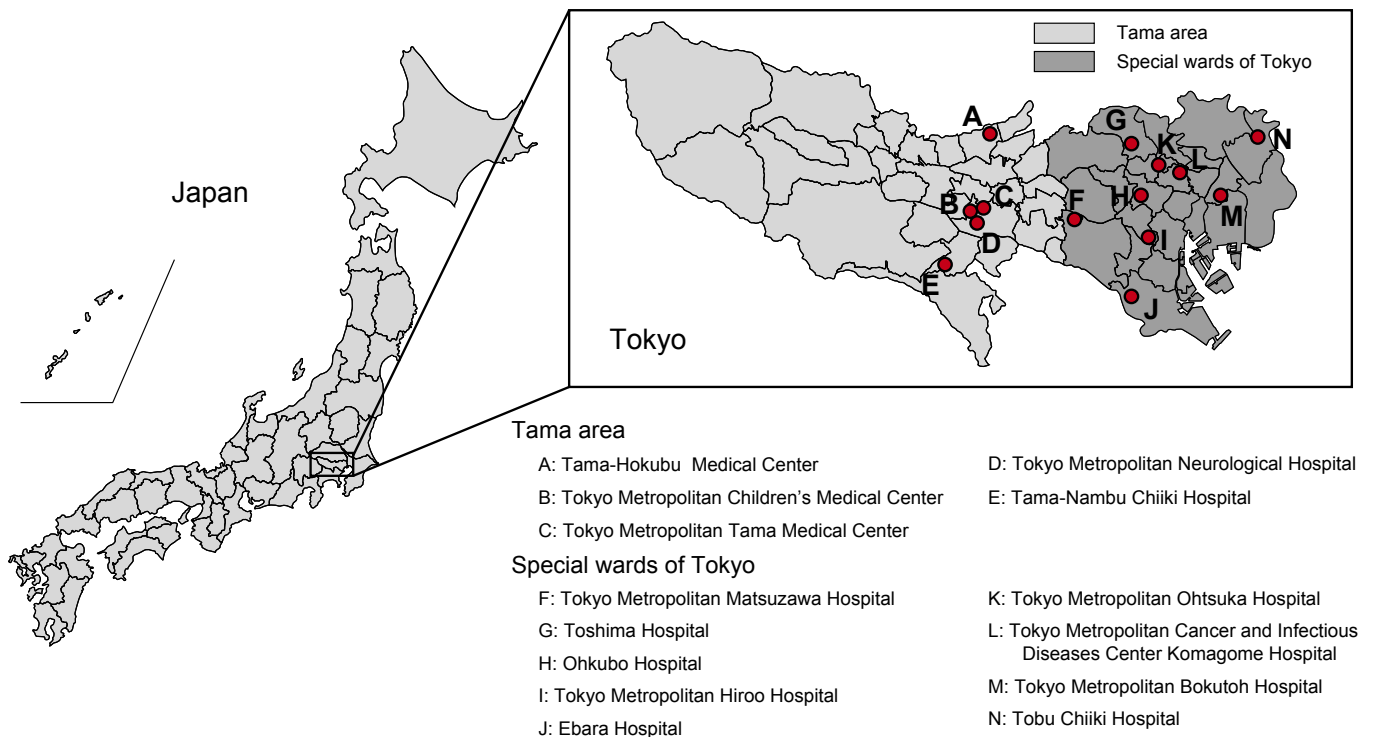 Japan
Tokyo
Tama area
Special wards of Tokyo
A
B
C
D
E
F
G
H
I
J
K
L
M
N
Tama area
A: Tama-Hokubu Medical Center
B: Tokyo Metropolitan Children's Medical Center
C: Tokyo Metropolitan Tama Medical Center
D: Tokyo Metropolitan Neurological Hospital
E: Tama-Nambu Chiiki Hospital
Special wards of Tokyo
F: Tokyo Metropolitan Matsuzawa Hospital
G: Toshima Hospital
H: Ohkubo Hospital
I: Tokyo Metropolitan Hiroo Hospital
J: Ebara Hospital
K: Tokyo Metropolitan Ohtsuka Hospital
L: Tokyo Metropolitan Cancer and Infectious
Diseases Center Komagome Hospital
M: Tokyo Metropolitan Bokutoh Hospital
N: Tobu Chiiki Hospital